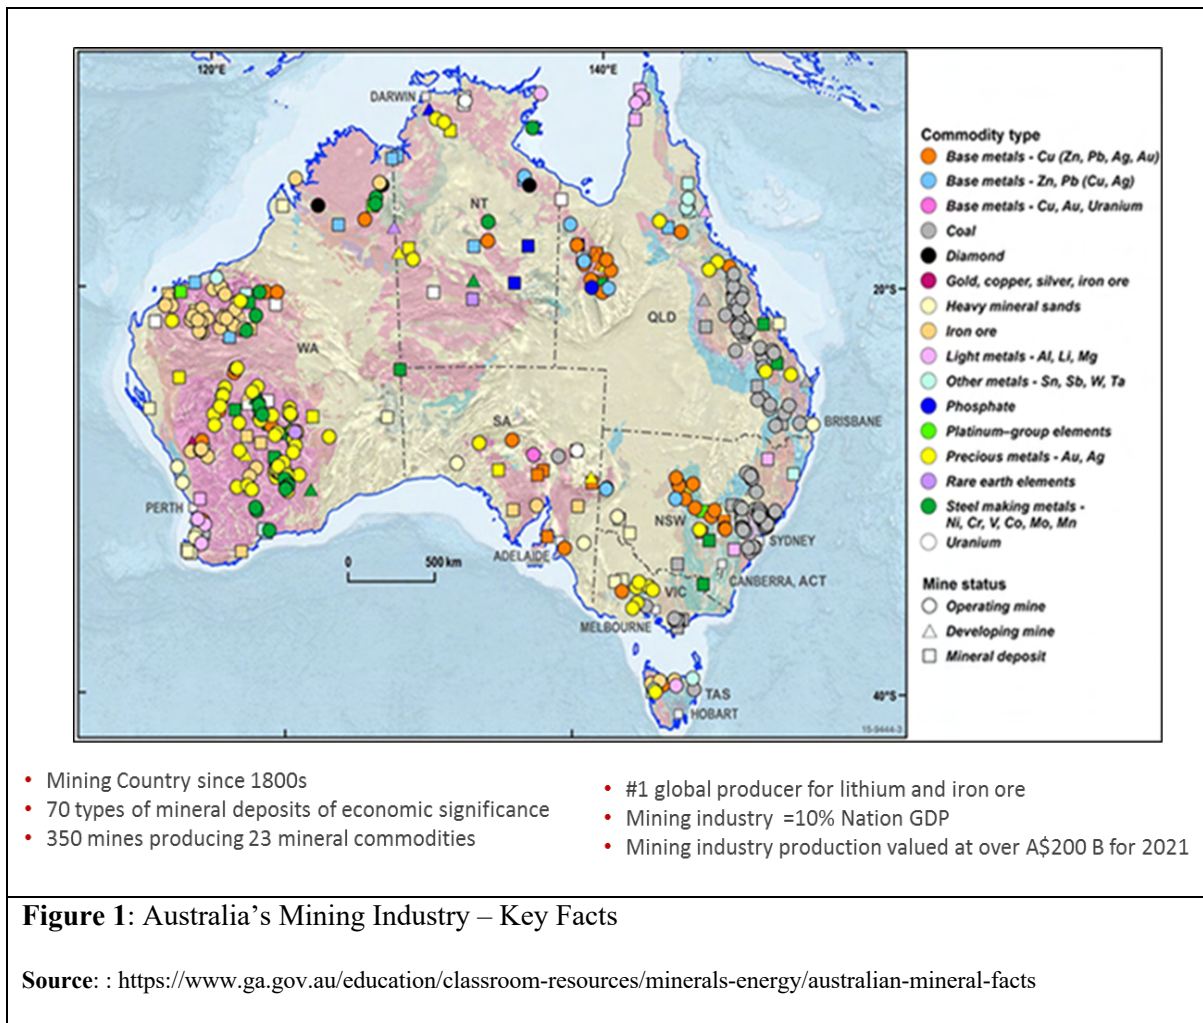 120°E
140°E
DARWIN
NT
20°S
QLD
WA
SA
BRISBANE
PERTH
NSW
SYDNEY
ADELAIDE
0 500 km
CANBERRA, ACT
VIC
MELBOURNE
40°S
TAS
HOBART
15-9444-3
Commodity type
Base metals - Cu (Zn, Pb, Ag, Au)
Base metals - Zn, Pb (Cu, Ag)
Base metals - Cu, Au, Uranium
Coal
Diamond
Gold, copper, silver, iron ore
Heavy mineral sands
Iron ore
Light metals - Al, Li, Mg
Other metals - Sn, Sb, W, Ta
Phosphate
Platinum–group elements
Precious metals - Au, Ag
Rare earth elements
Steel making metals -
Ni, Cr, V, Co, Mo, Mn
Uranium
Mine status
Operating mine
Developing mine
Mineral deposit
• Mining Country since 1800s
• 70 types of mineral deposits of economic significance
• 350 mines producing 23 mineral commodities
• #1 global producer for lithium and iron ore
• Mining industry =10% Nation GDP
• Mining industry production valued at over A$200 B for 2021
Figure 1: Australia’s Mining Industry – Key Facts
Source: : https://www.ga.gov.au/education/classroom-resources/minerals-energy/australian-mineral-facts